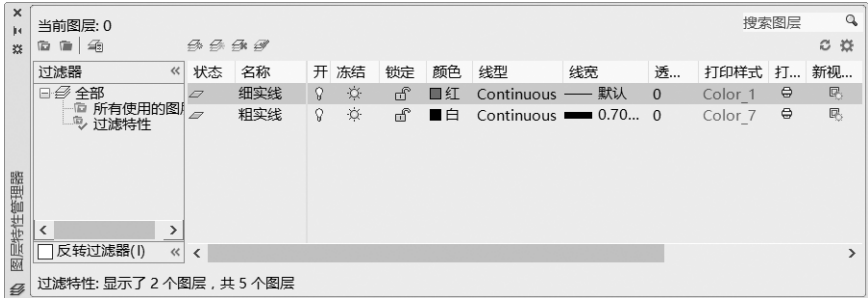 当前图层: 0
搜索图层
过滤器 « 状态 名称 开 冻结 锁定 颜色 线型 线宽 透... 打印样式 打... 新视...
全部 细实线 红 Continuous 默认 0 Color_1
所有使用的图层 粗实线 白 Continuous 0.70... 0 Color_7
过滤特性
反转过滤器(I) «
过滤特性: 显示了 2 个图层 , 共 5 个图层
图层特性管理器